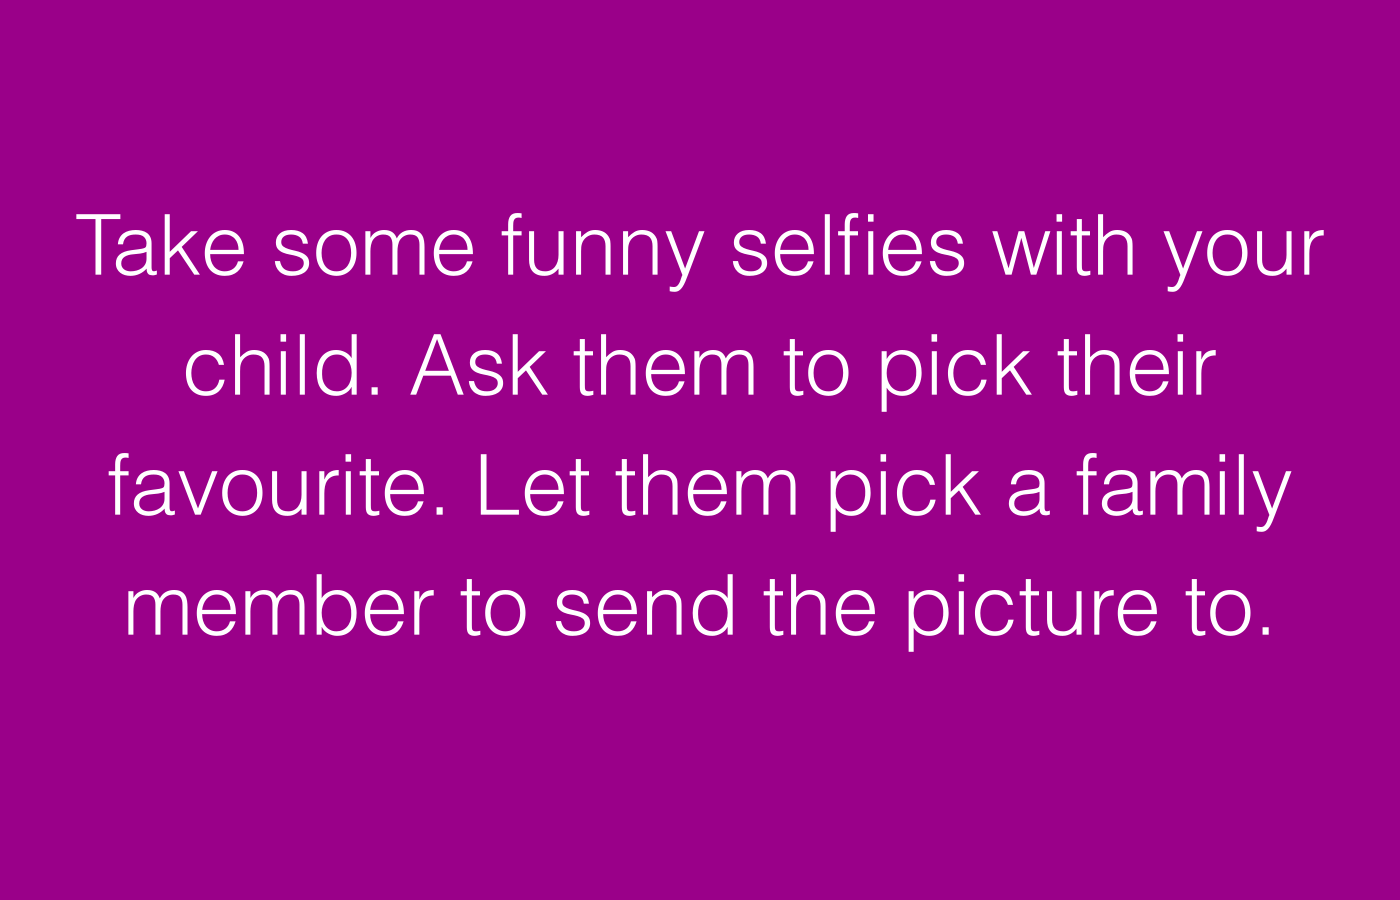 Take some funny selfies with your
child. Ask them to pick their
favourite. Let them pick a family
member to send the picture to.